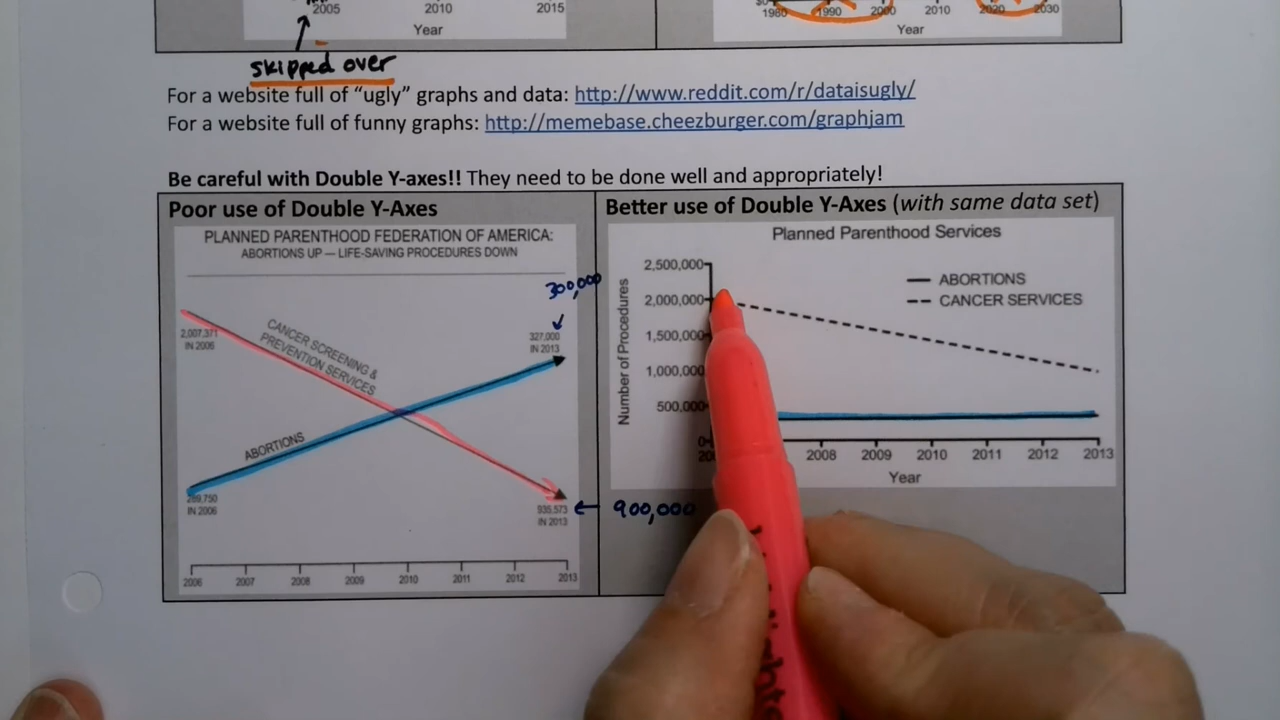 2005 2010 2015
Year
skipped over
$0
1980 1990 2000 2010 2020 2030
Year
For a website full of “ugly” graphs and data: http://www.reddit.com/r/dataisugly/
For a website full of funny graphs: http://memebase.cheezburger.com/graphjam
Be careful with Double Y-axes!! They need to be done well and appropriately!
Poor use of Double Y-Axes
PLANNED PARENTHOOD FEDERATION OF AMERICA:
ABORTIONS UP — LIFE-SAVING PROCEDURES DOWN
300,000
2,007,371
IN 2006
CANCER SCREENING &
PREVENTION SERVICES
327,000
IN 2013
ABORTIONS
289,750
IN 2006
935,573
IN 2013
900,000
2006 2007 2008 2009 2010 2011 2012 2013
Better use of Double Y-Axes (with same data set)
Planned Parenthood Services
Number of Procedures
2,500,000
2,000,000
1,500,000
1,000,000
500,000
0
ABORTIONS
CANCER SERVICES
2008 2009 2010 2011 2012 2013
Year